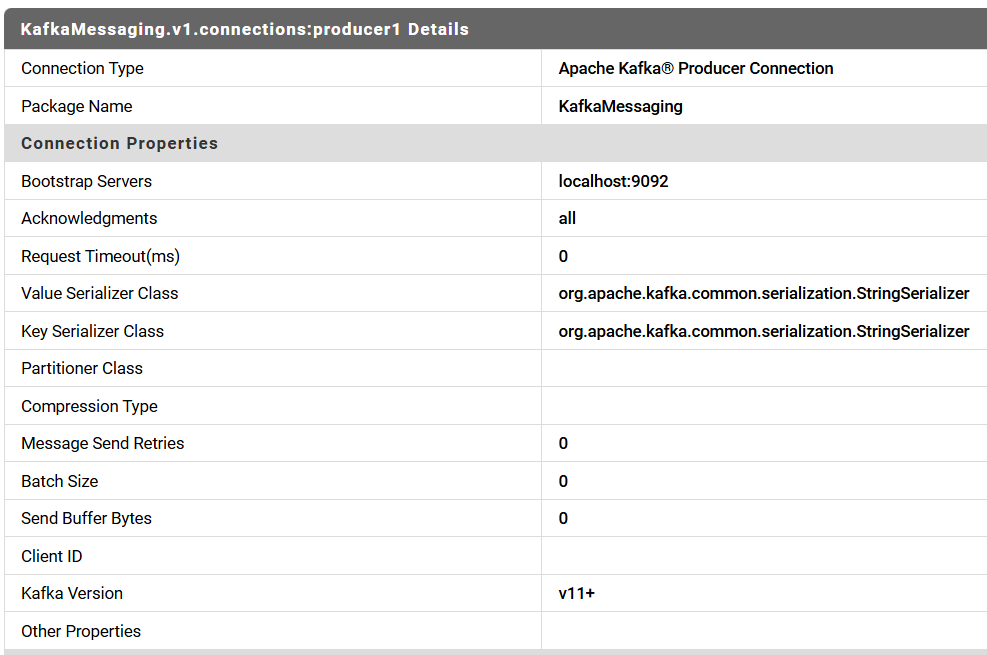 KafkaMessaging.v1.connections:producer1 Details
Connection Type Apache Kafka® Producer Connection
Package Name KafkaMessaging
Connection Properties
Bootstrap Servers localhost:9092
Acknowledgments all
Request Timeout(ms) 0
Value Serializer Class org.apache.kafka.common.serialization.StringSerializer
Key Serializer Class org.apache.kafka.common.serialization.StringSerializer
Partitioner Class
Compression Type
Message Send Retries 0
Batch Size 0
Send Buffer Bytes 0
Client ID
Kafka Version v11+
Other Properties